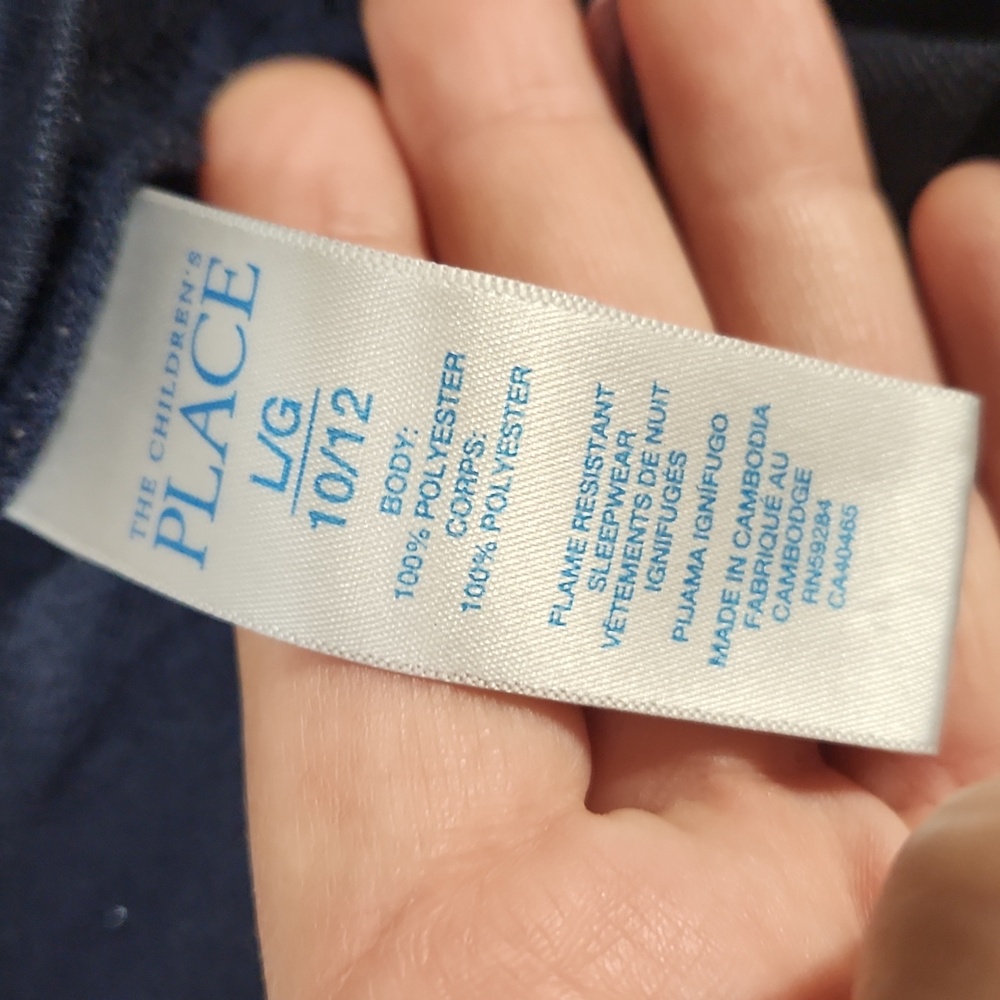 THE CHILDREN'S
PLACE
L/G
10/12
BODY:
100% POLYESTER
CORPS:
100% POLYESTER
FLAME RESISTANT
SLEEPWEAR
VÊTEMENTS DE NUIT
IGNIFUGÉS
PIJAMA IGNIFUGO
MADE IN CAMBODIA
FABRIQUÉ AU
CAMBODGE
RN59284
CA40465